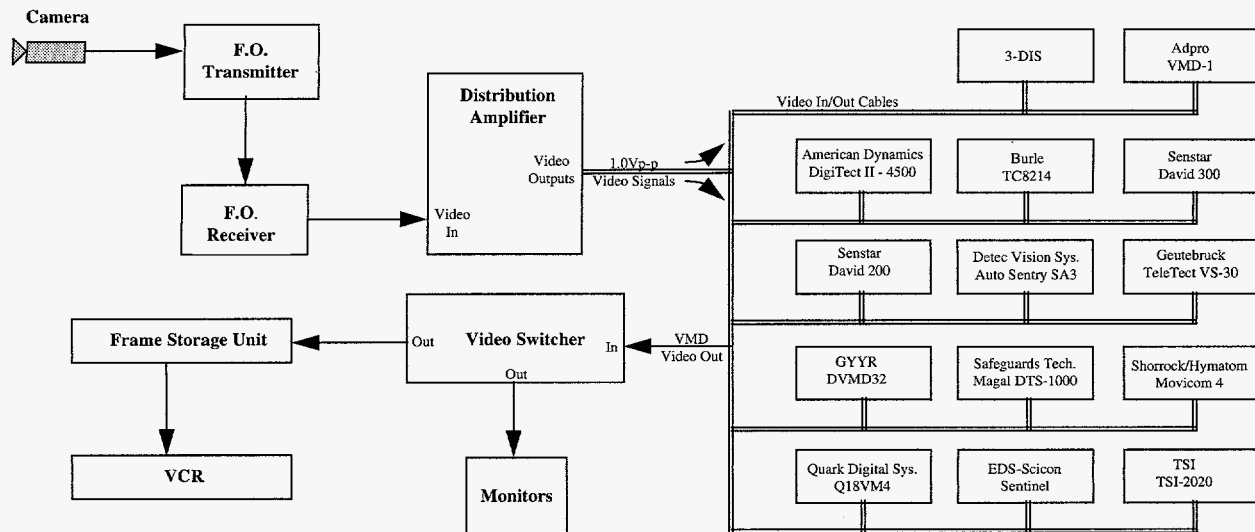 Camera
F.O.
Transmitter
F.O.
Receiver
Distribution
Amplifier
Video
Outputs
Video
In
1.0Vp-p
Video Signals
Video In/Out Cables
3-DIS
Adpro
VMD-1
American Dynamics
DigiTect II - 4500
Burle
TC8214
Senstar
David 300
Senstar
David 200
Detec Vision Sys.
Auto Sentry SA3
Geutebruck
TeleTect VS-30
GYYR
DVMD32
Safeguards Tech.
Magal DTS-1000
Shorrock/Hymatom
Movicom 4
Quark Digital Sys.
Q18VM4
EDS-Scicon
Sentinel
TSI
TSI-2020
VMD
Video Out
Video Switcher
In
Out
Out
Frame Storage Unit
VCR
Monitors